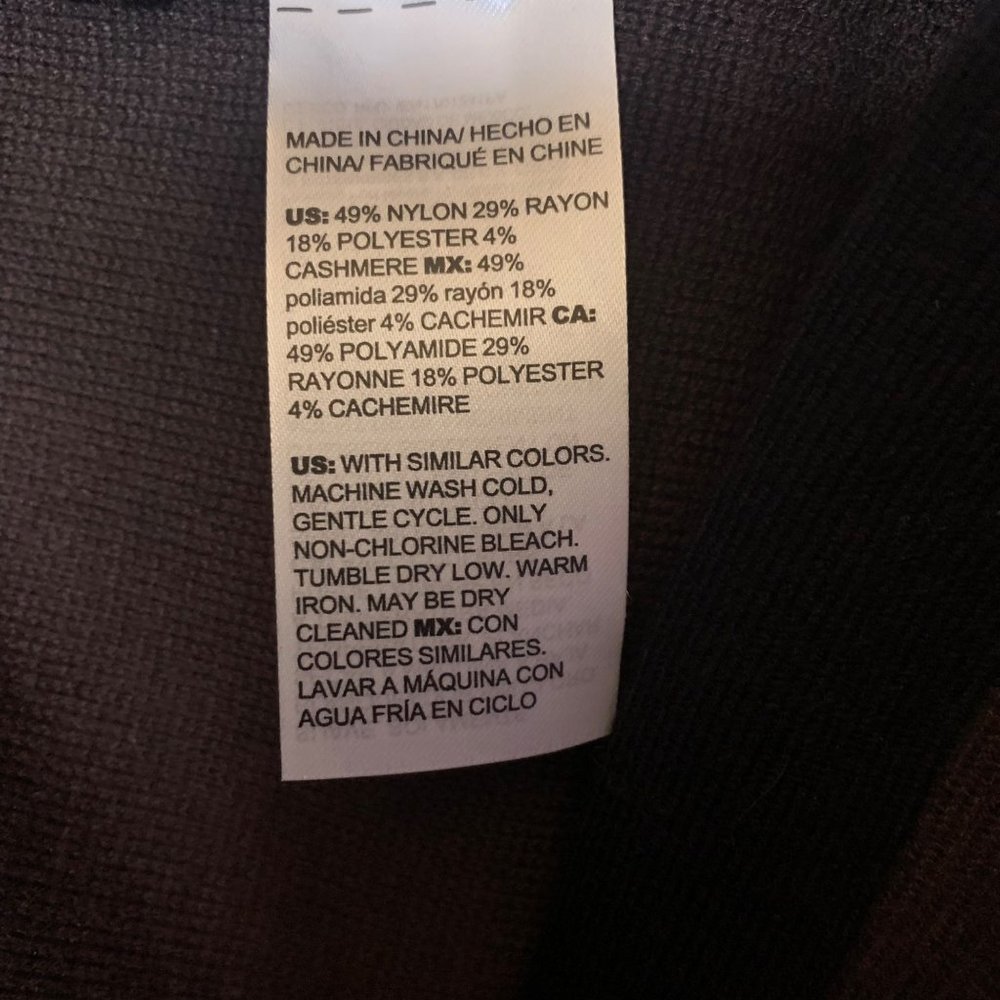 MADE IN CHINA/ HECHO EN
CHINA/ FABRIQUÉ EN CHINE
US: 49% NYLON 29% RAYON
18% POLYESTER 4%
CASHMERE MX: 49%
poliamida 29% rayón 18%
poliéster 4% CACHEMIR CA:
49% POLYAMIDE 29%
RAYONNE 18% POLYESTER
4% CACHEMIRE
US: WITH SIMILAR COLORS.
MACHINE WASH COLD,
GENTLE CYCLE. ONLY
NON-CHLORINE BLEACH.
TUMBLE DRY LOW. WARM
IRON. MAY BE DRY
CLEANED MX: CON
COLORES SIMILARES.
LAVAR A MÁQUINA CON
AGUA FRÍA EN CICLO